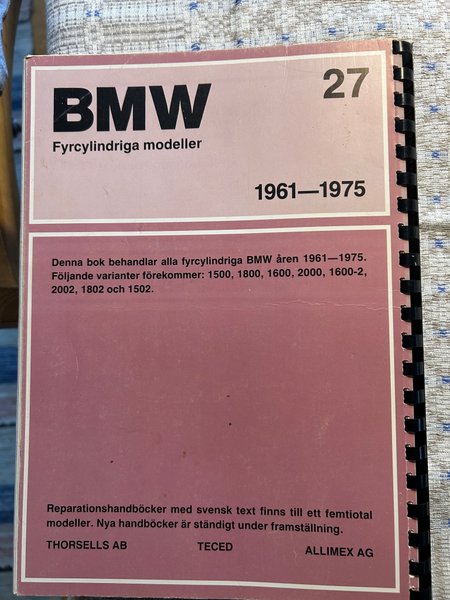 27
BMW
Fyrcylindriga modeller
1961—1975
Denna bok behandlar alla fyrcylindriga BMW åren 1961—1975.
Följande varianter förekommer: 1500, 1800, 1600, 2000, 1600-2,
2002, 1802 och 1502.
Reparationshandböcker med svensk text finns till ett femtiotal
modeller. Nya handböcker är ständigt under framställning.
THORSELLS AB TECED ALLIMEX AG